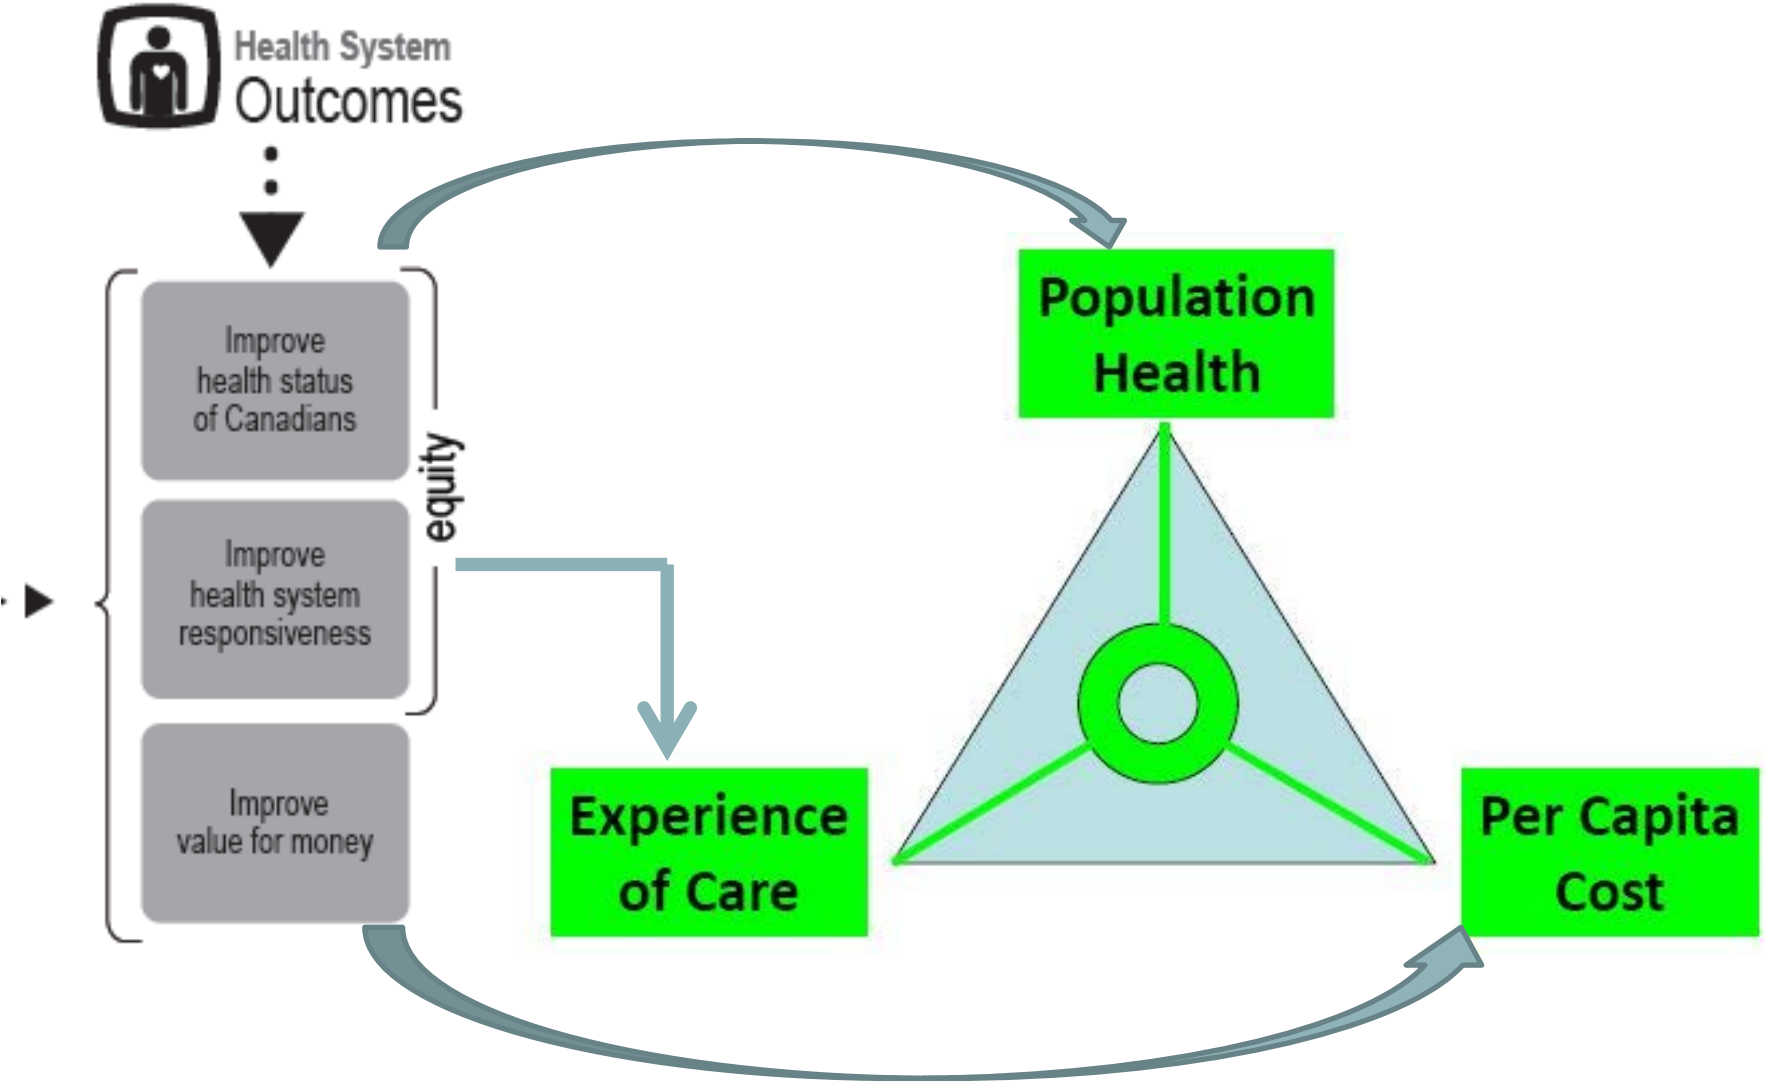 Health System
Outcomes
Improve
health status
of Canadians
equity
Improve
health system
responsiveness
Improve
value for money
Population
Health
Experience
of Care
Per Capita
Cost